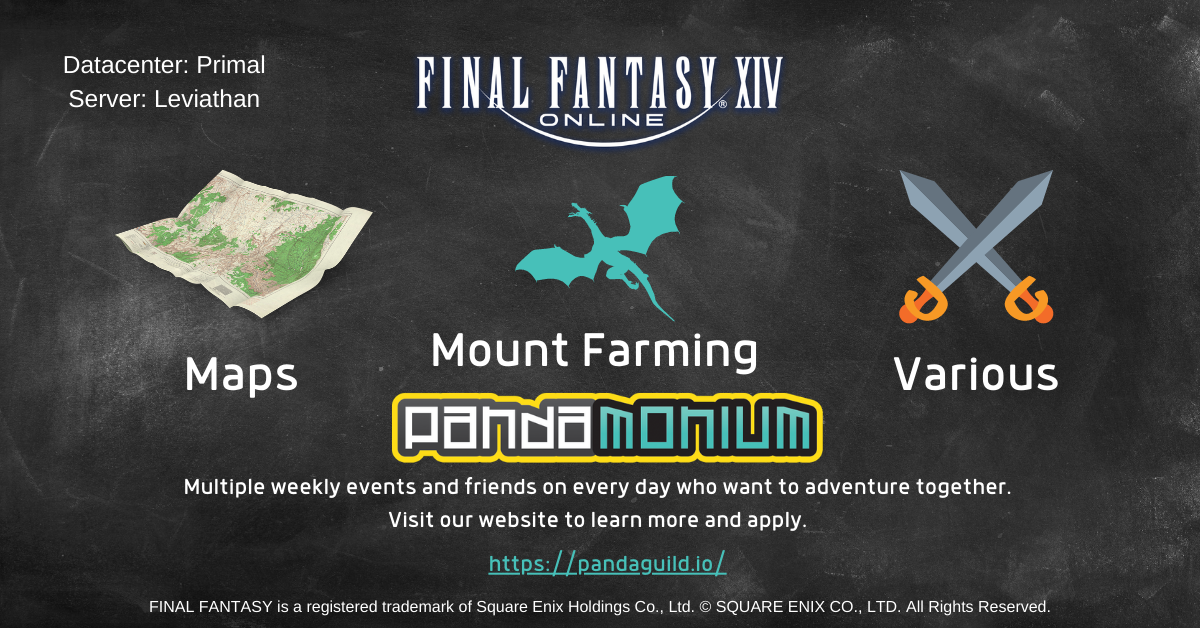 Datacenter: Primal
Server: Leviathan
FINAL FANTASY® XIV
ONLINE
Maps
Mount Farming
Various
pandamonium
Multiple weekly events and friends on every day who want to adventure together.
Visit our website to learn more and apply.
https://pandaguild.io/
FINAL FANTASY is a registered trademark of Square Enix Holdings Co., Ltd. © SQUARE ENIX CO., LTD. All Rights Reserved.